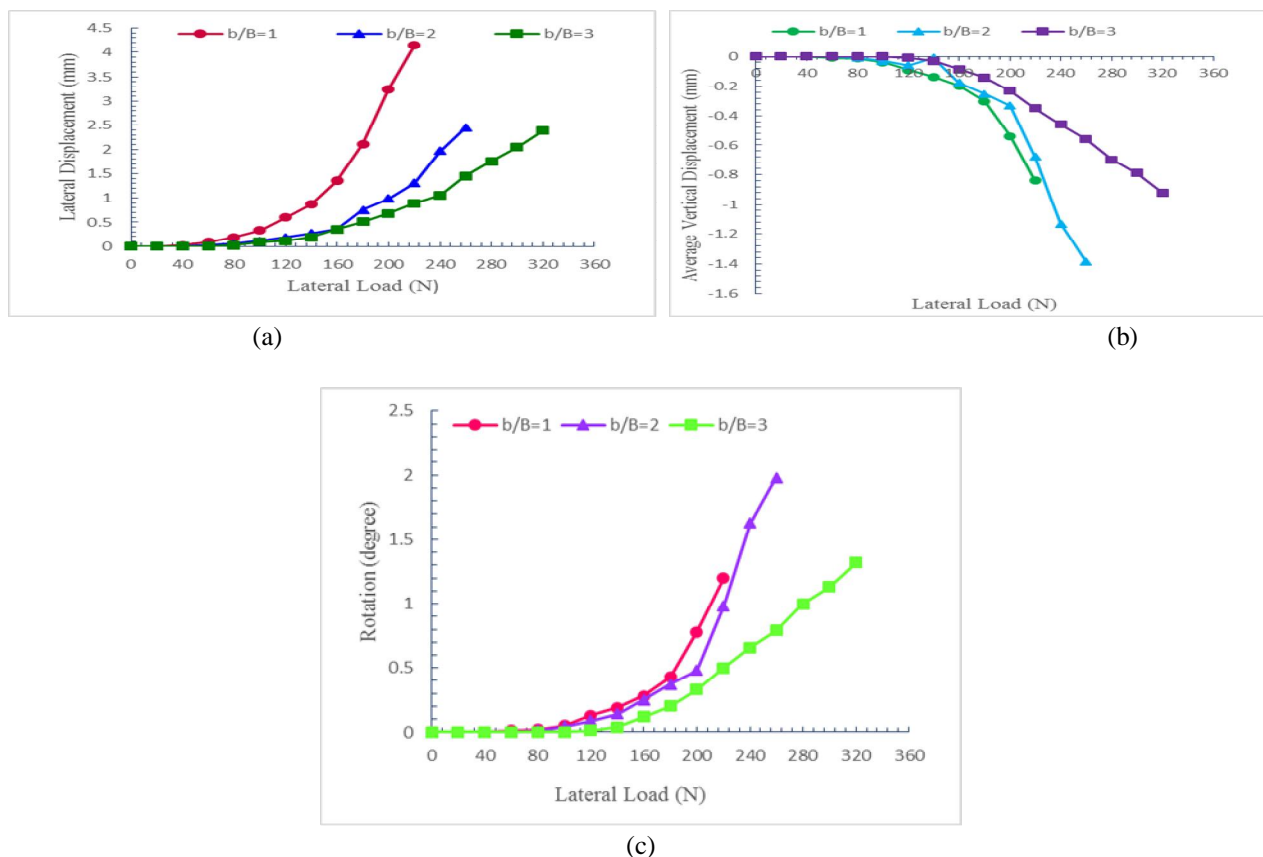 4.5
4
3.5
3
2.5
2
1.5
1
0.5
0
b/B=1 b/B=2 b/B=3
Lateral Displacement (mm)
0 40 80 120 160 200 240 280 320 360
Lateral Load (N)
(a)
b/B=1 b/B=2 b/B=3
0
-0.2
-0.4
-0.6
-0.8
-1
-1.2
-1.4
-1.6
0 40 80 120 160 200 240 280 320 360
Average Vertical Displacement (mm)
Lateral Load (N)
(b)
2.5
2
1.5
1
0.5
0
b/B=1 b/B=2 b/B=3
Rotation (degree)
0 40 80 120 160 200 240 280 320 360
Lateral Load (N)
(c)